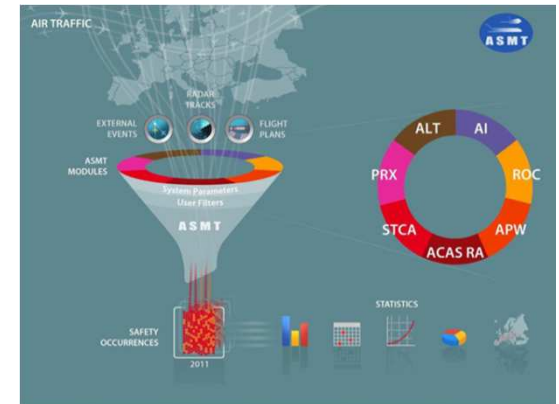 AIR TRAFFIC
ASMT
RADAR
TRACKS
EXTERNAL
EVENTS
FLIGHT
PLANS
ASMT
MODULES
System Parameters
User Filters
ASMT
ALT
AI
PRX
ROC
STCA
APW
ACAS RA
SAFETY
OCCURRENCES
2011
STATISTICS